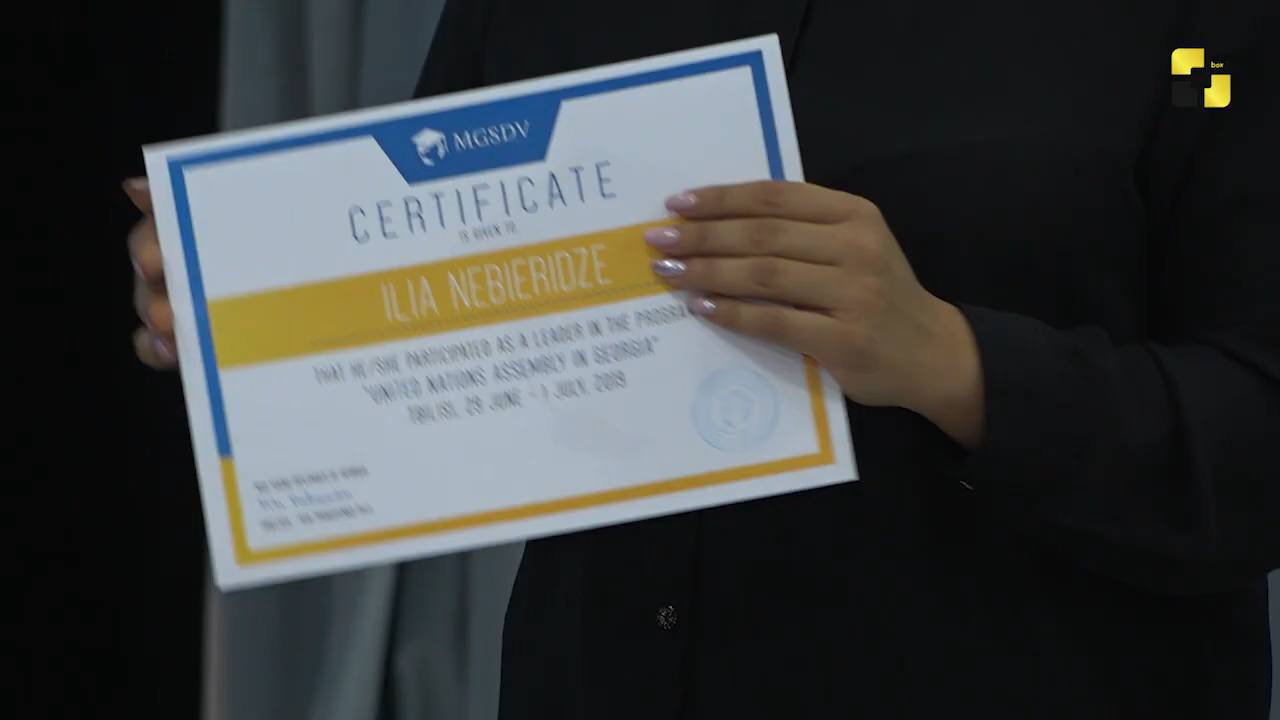 box
MGSDV
CERTIFICATE
IS GIVEN TO
ILIA NEBIERIDZE
THAT HE/SHE PARTICIPATED AS A LEADER IN THE PROGRA
"UNITED NATIONS ASSEMBLY IN GEORGIA"
TBILISI, 29 JUNE - 1 JULY, 2019